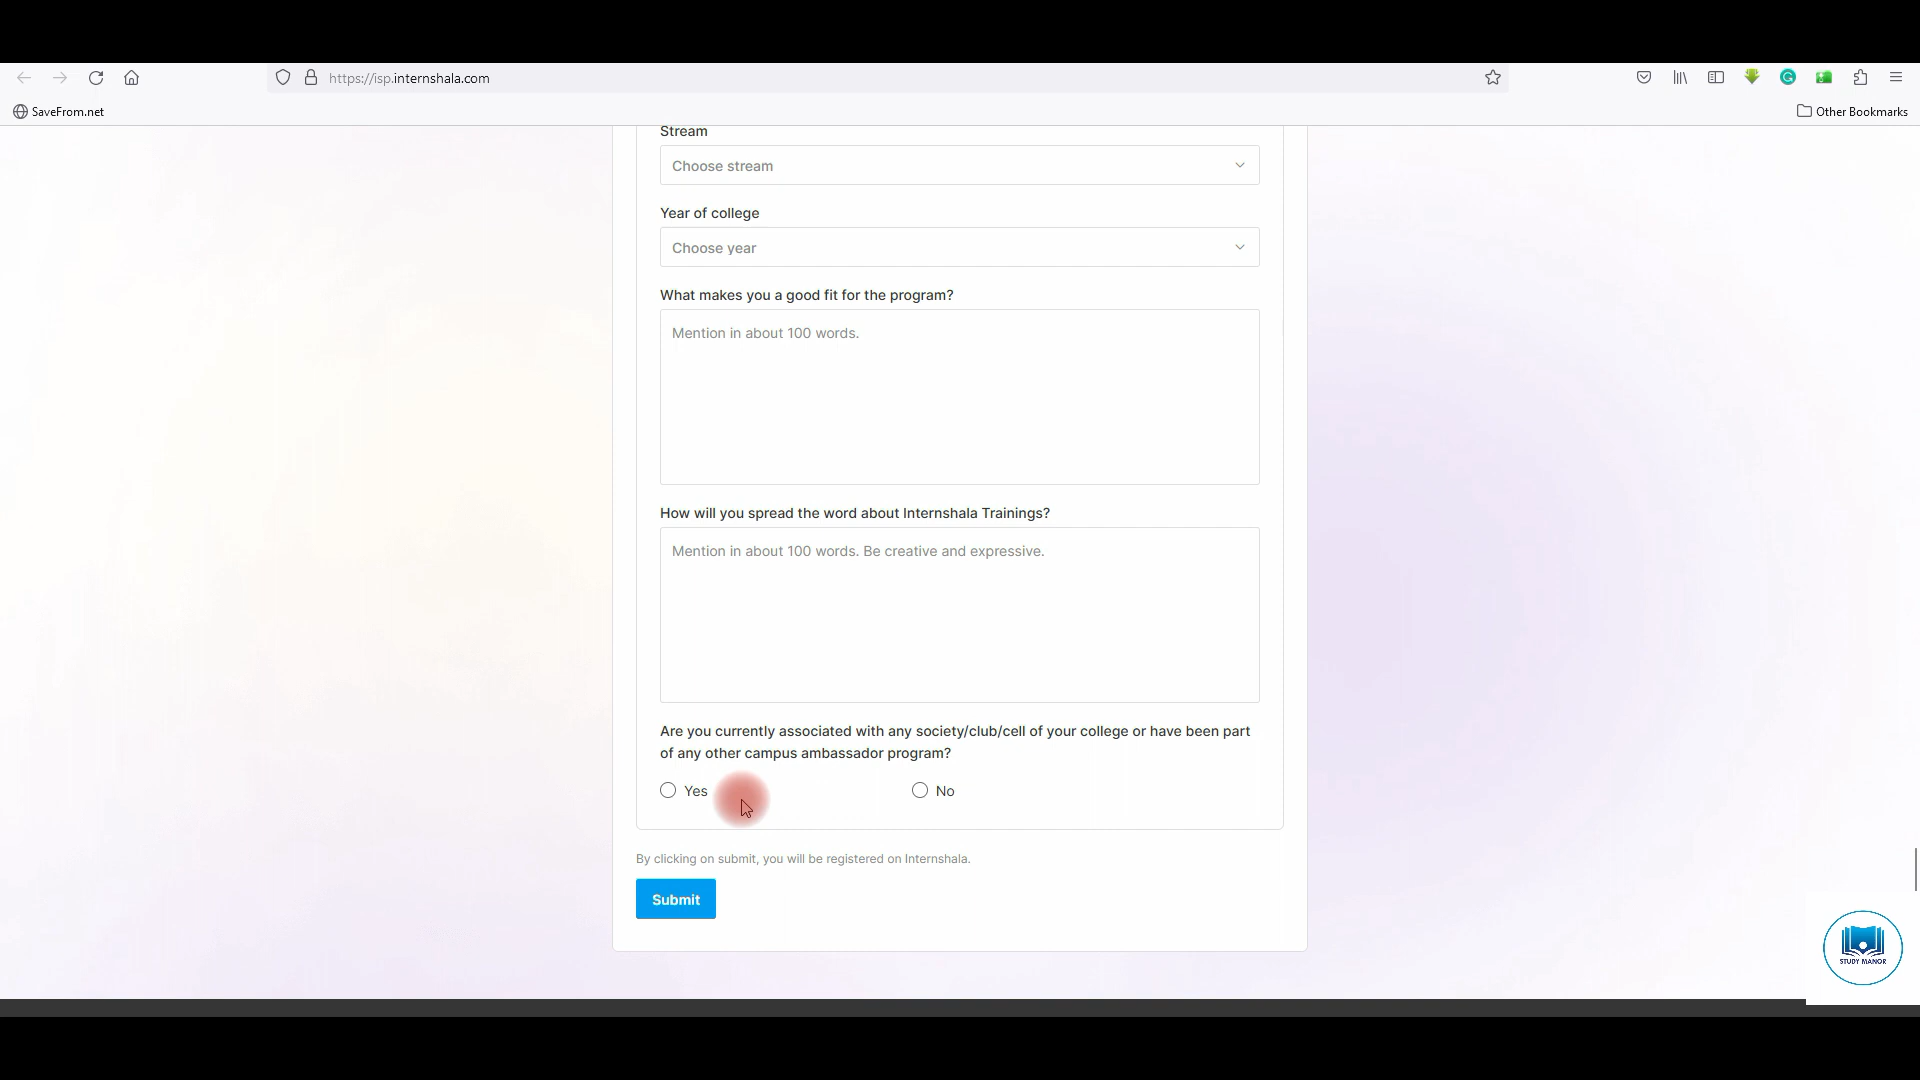 https://isp.internshala.com
SaveFrom.net
Other Bookmarks
Stream
Choose stream
Year of college
Choose year
What makes you a good fit for the program?
Mention in about 100 words.
How will you spread the word about Internshala Trainings?
Mention in about 100 words. Be creative and expressive.
Are you currently associated with any society/club/cell of your college or have been part
of any other campus ambassador program?
Yes
No
By clicking on submit, you will be registered on Internshala.
Submit
STUDY MANOR